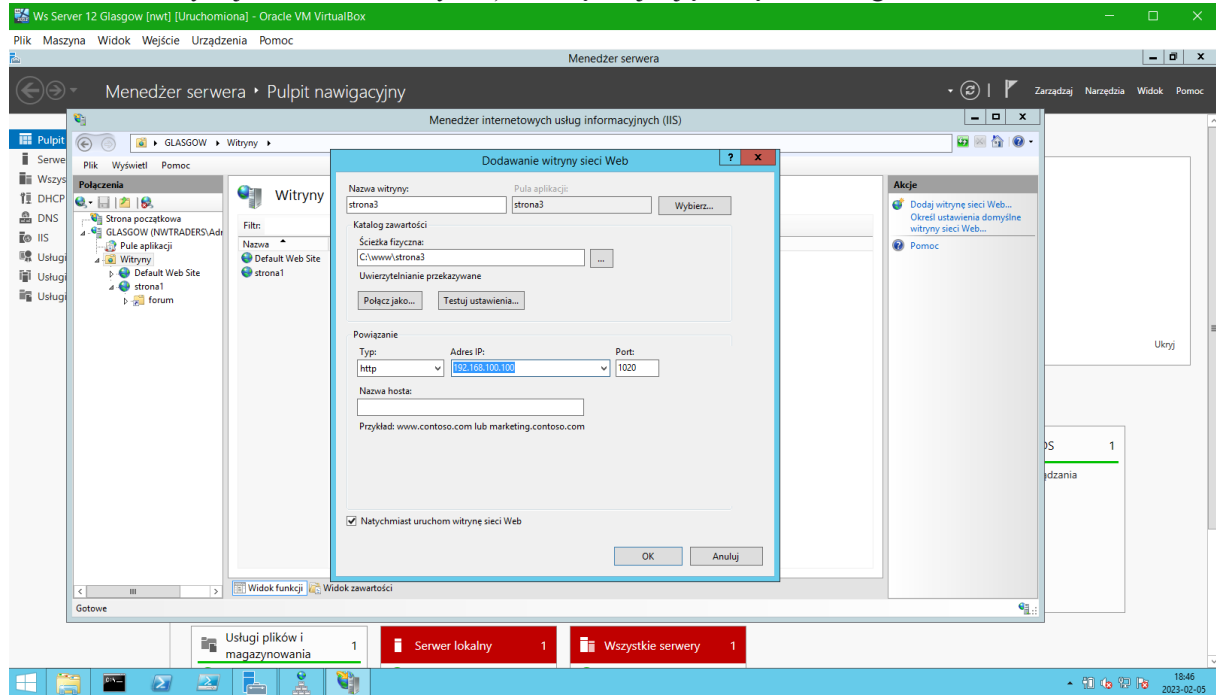 Ws Server 12 Glasgow [nwt] [Uruchomiona] - Oracle VM VirtualBox
Plik Maszyna Widok Wejście Urządzenia Pomoc
Menedżer serwera
Menedżer serwera • Pulpit nawigacyjny
Zarządzaj Narzędzia Widok Pomoc
Menedżer internetowych usług informacyjnych (IIS)
GLASGOW Witryny
Plik Wyświetl Pomoc
Pulpit
Serwe
Wszys
DHCP
DNS
IIS
Usługi
Usługi
Usługi
Połączenia
Strona początkowa
GLASGOW (NWTRADERS\Adr
Pule aplikacji
Witryny
Default Web Site
strona1
forum
Witryny
Filtr:
Nazwa
Default Web Site
strona1
Dodawanie witryny sieci Web
Nazwa witryny: Pula aplikacji:
strona3 strona3 Wybierz...
Katalog zawartości
Ścieżka fizyczna:
C:\www\strona3 ...
Uwierzytelnianie przekazywane
Połącz jako... Testuj ustawienia...
Powiązanie
Typ: Adres IP: Port:
http 192.168.100.100 1020
Nazwa hosta:
Przykład: www.contoso.com lub marketing.contoso.com
Natychmiast uruchom witrynę sieci Web
OK Anuluj
Akcje
Dodaj witrynę sieci Web...
Określ ustawienia domyślne
witryny sieci Web...
Pomoc
Ukryj
1
Widok funkcji Widok zawartości
Gotowe
Usługi plików i
magazynowania 1
Serwer lokalny 1
Wszystkie serwery 1
18:46
2023-02-05